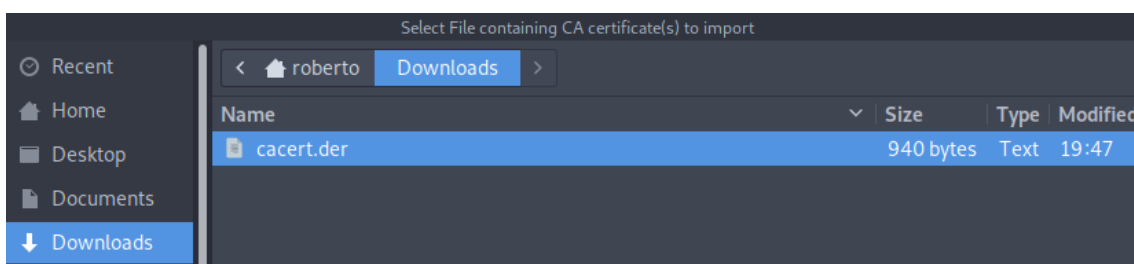 Select File containing CA certificate(s) to import
Recent
Home
Desktop
Documents
Downloads
roberto Downloads
Name Size Type Modified
cacert.der 940 bytes Text 19:47